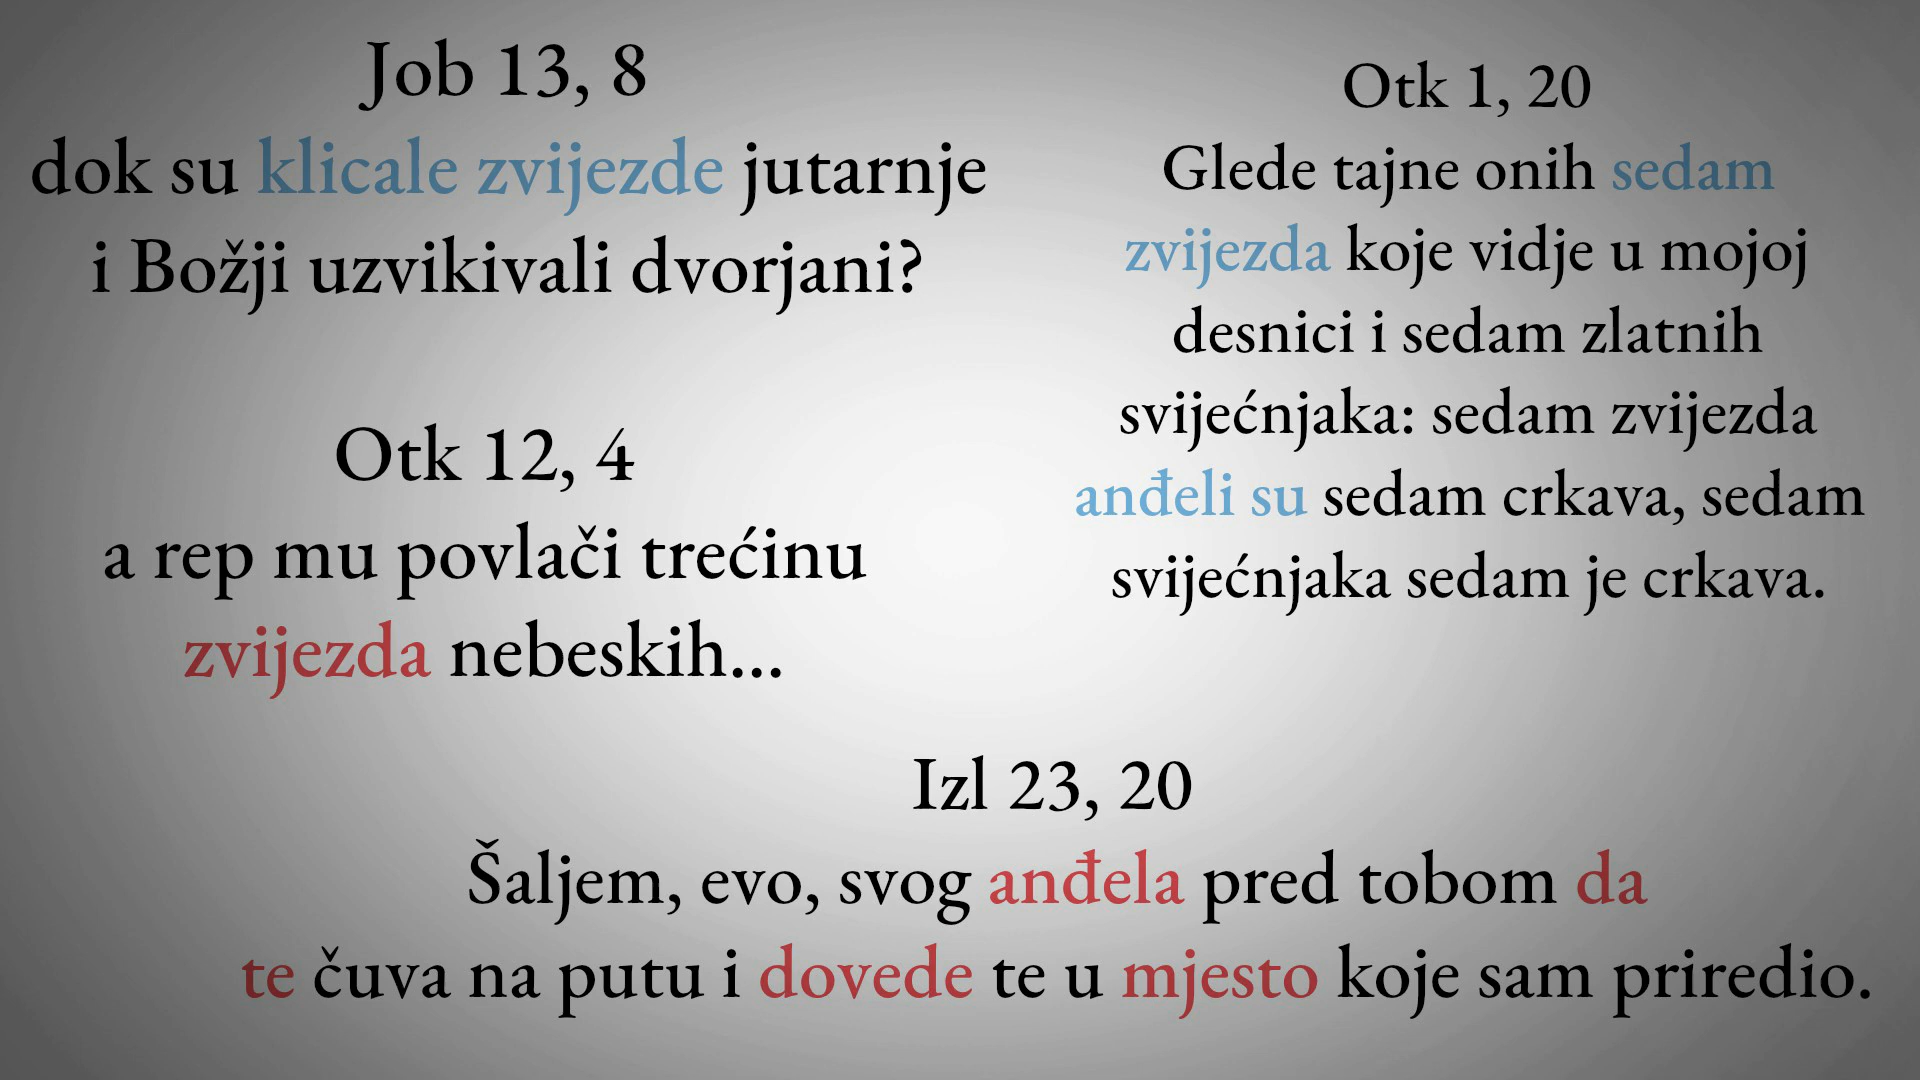 Job 13, 8
dok su klicale zvijezde jutarnje
i Božji uzvikivali dvorjani?
Otk 12, 4
a rep mu povlači trećinu
zvijezda nebeskih...
Otk 1, 20
Glede tajne onih sedam
zvijezda koje vidje u mojoj
desnici i sedam zlatnih
svijećnjaka: sedam zvijezda
anđeli su sedam crkava, sedam
svijećnjaka sedam je crkava.
Izl 23, 20
Šaljem, evo, svog anđela pred tobom da
te čuva na putu i dovede te u mjesto koje sam priredio.